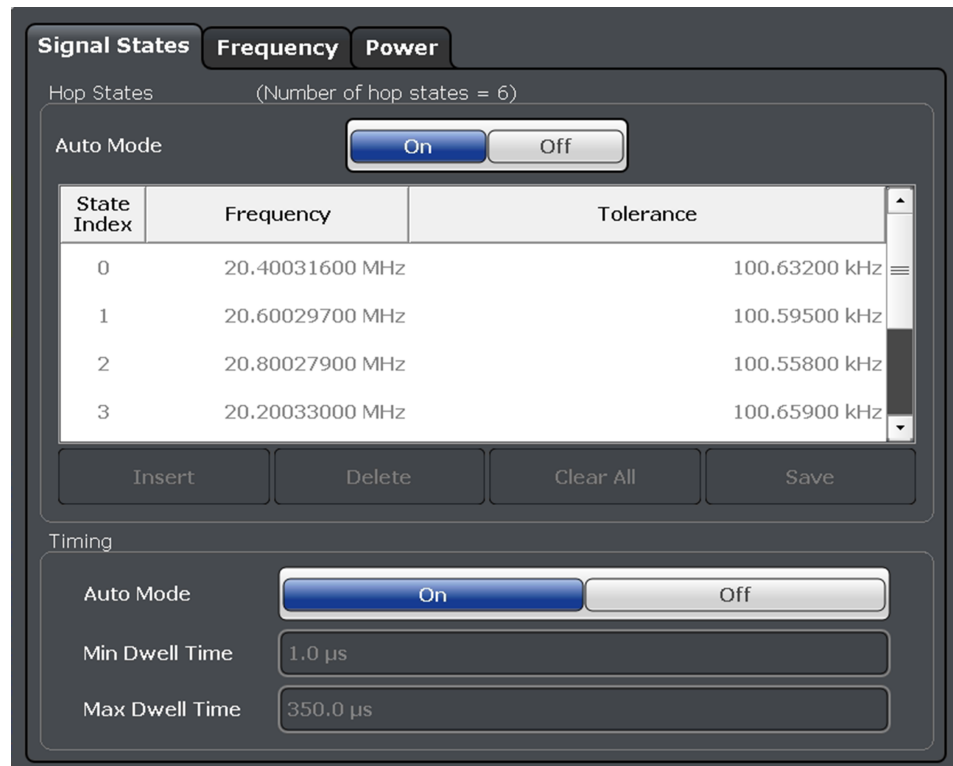 Signal States Frequency Power
Hop States (Number of hop states = 6)
Auto Mode On Off
State Index Frequency Tolerance
0 20.40031600 MHz 100.63200 kHz
1 20.60029700 MHz 100.59500 kHz
2 20.80027900 MHz 100.55800 kHz
3 20.20033000 MHz 100.65900 kHz
Insert Delete Clear All Save
Timing
Auto Mode On Off
Min Dwell Time 1.0 µs
Max Dwell Time 350.0 µs